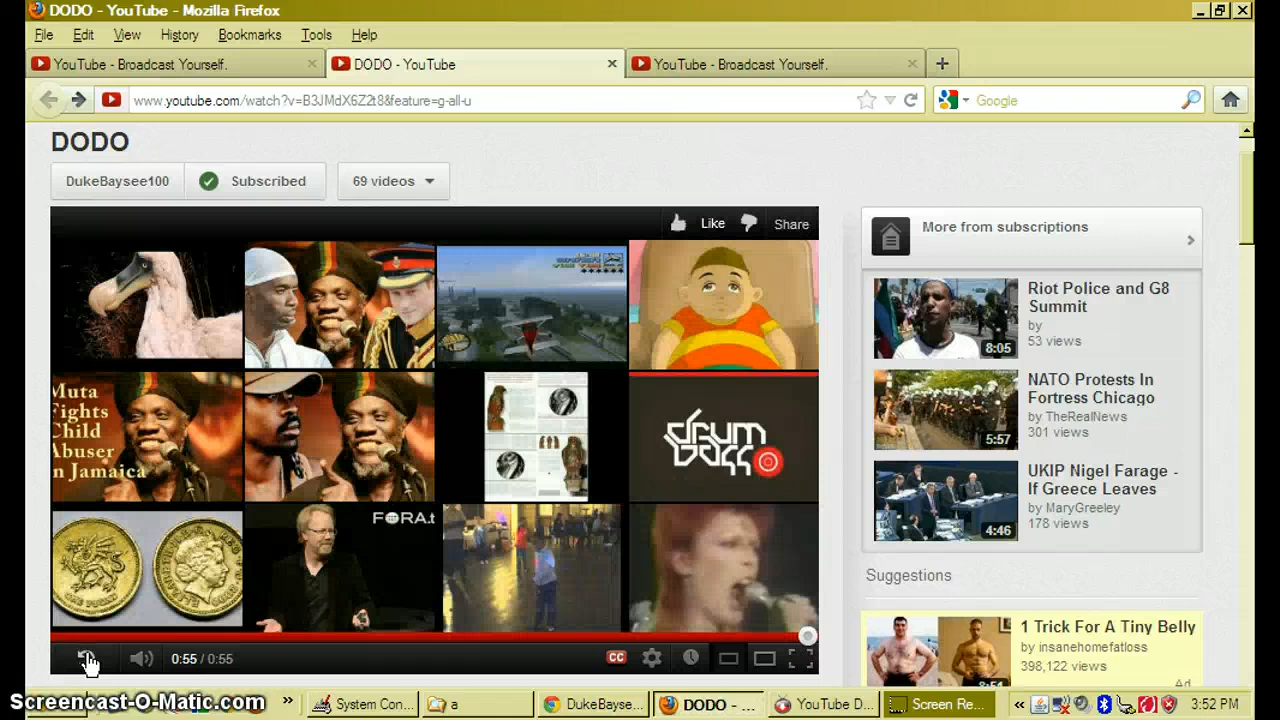 DODO - YouTube - Mozilla Firefox
File Edit View History Bookmarks Tools Help
YouTube - Broadcast Yourself.
DODO - YouTube
YouTube - Broadcast Yourself.
www.youtube.com/watch?v=B3JMdX6Z2t8&feature=g-all-u
Google
DODO
DukeBaysee100
Subscribed
69 videos
Like
Share
Muta
Fights
Child
Abuser
n Jamaica
drum
bass
FORA.t
ONE POUND
CC
0:55 / 0:55
More from subscriptions
Riot Police and G8
Summit
by
53 views
8:05
NATO Protests In
Fortress Chicago
by TheRealNews
301 views
5:57
UKIP Nigel Farage -
If Greece Leaves
by MaryGreeley
178 views
4:46
Suggestions
1 Trick For A Tiny Belly
by insanehomefatloss
398,122 views
Ad
Screencast-O-Matic.com
» System Con... a DukeBayse... DODO - ... YouTube D... Screen Re... « 3:52 PM